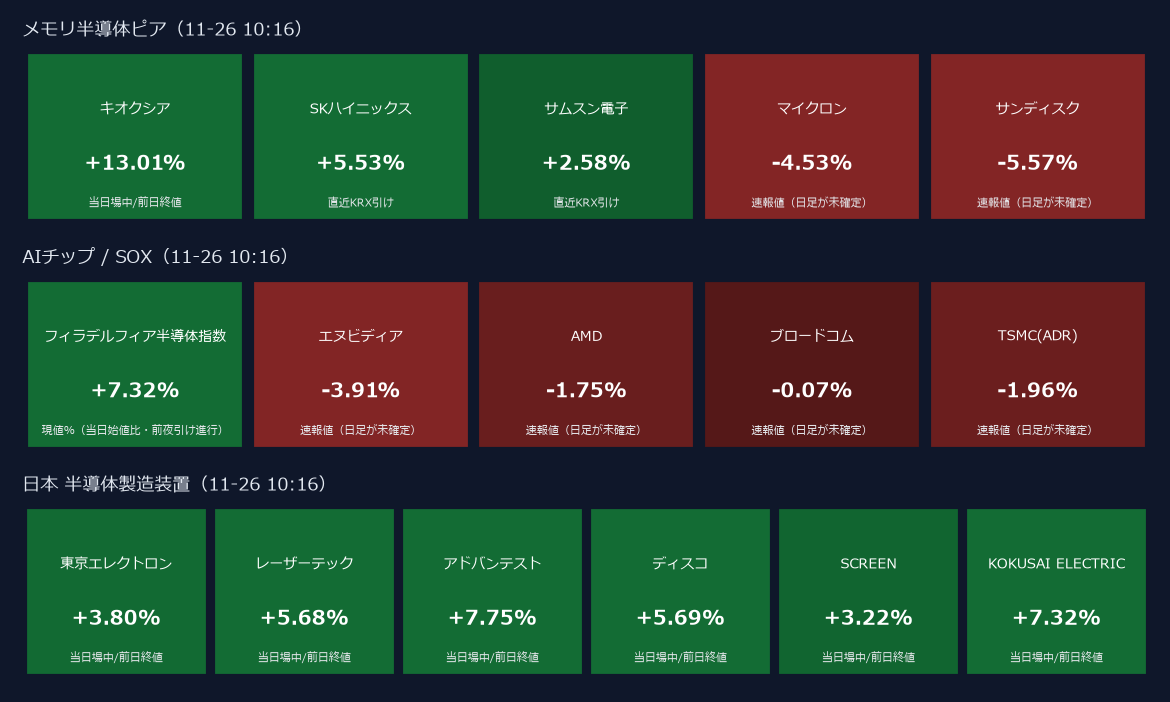 メモリ半導体ピア（11-26 10:16）
キオクシア
+13.01%
当日場中/前日終値
SKハイニックス
+5.53%
直近KRX引け
サムスン電子
+2.58%
直近KRX引け
マイクロン
-4.53%
速報値（日足が未確定）
サンディスク
-5.57%
速報値（日足が未確定）
AIチップ / SOX（11-26 10:16）
フィラデルフィア半導体指数
+7.32%
現値%（当日始値比・前夜引け進行）
エヌビディア
-3.91%
速報値（日足が未確定）
AMD
-1.75%
速報値（日足が未確定）
ブロードコム
-0.07%
速報値（日足が未確定）
TSMC(ADR)
-1.96%
速報値（日足が未確定）
日本 半導体製造装置（11-26 10:16）
東京エレクトロン
+3.80%
当日場中/前日終値
レーザーテック
+5.68%
当日場中/前日終値
アドバンテスト
+7.75%
当日場中/前日終値
ディスコ
+5.69%
当日場中/前日終値
SCREEN
+3.22%
当日場中/前日終値
KOKUSAI ELECTRIC
+7.32%
当日場中/前日終値